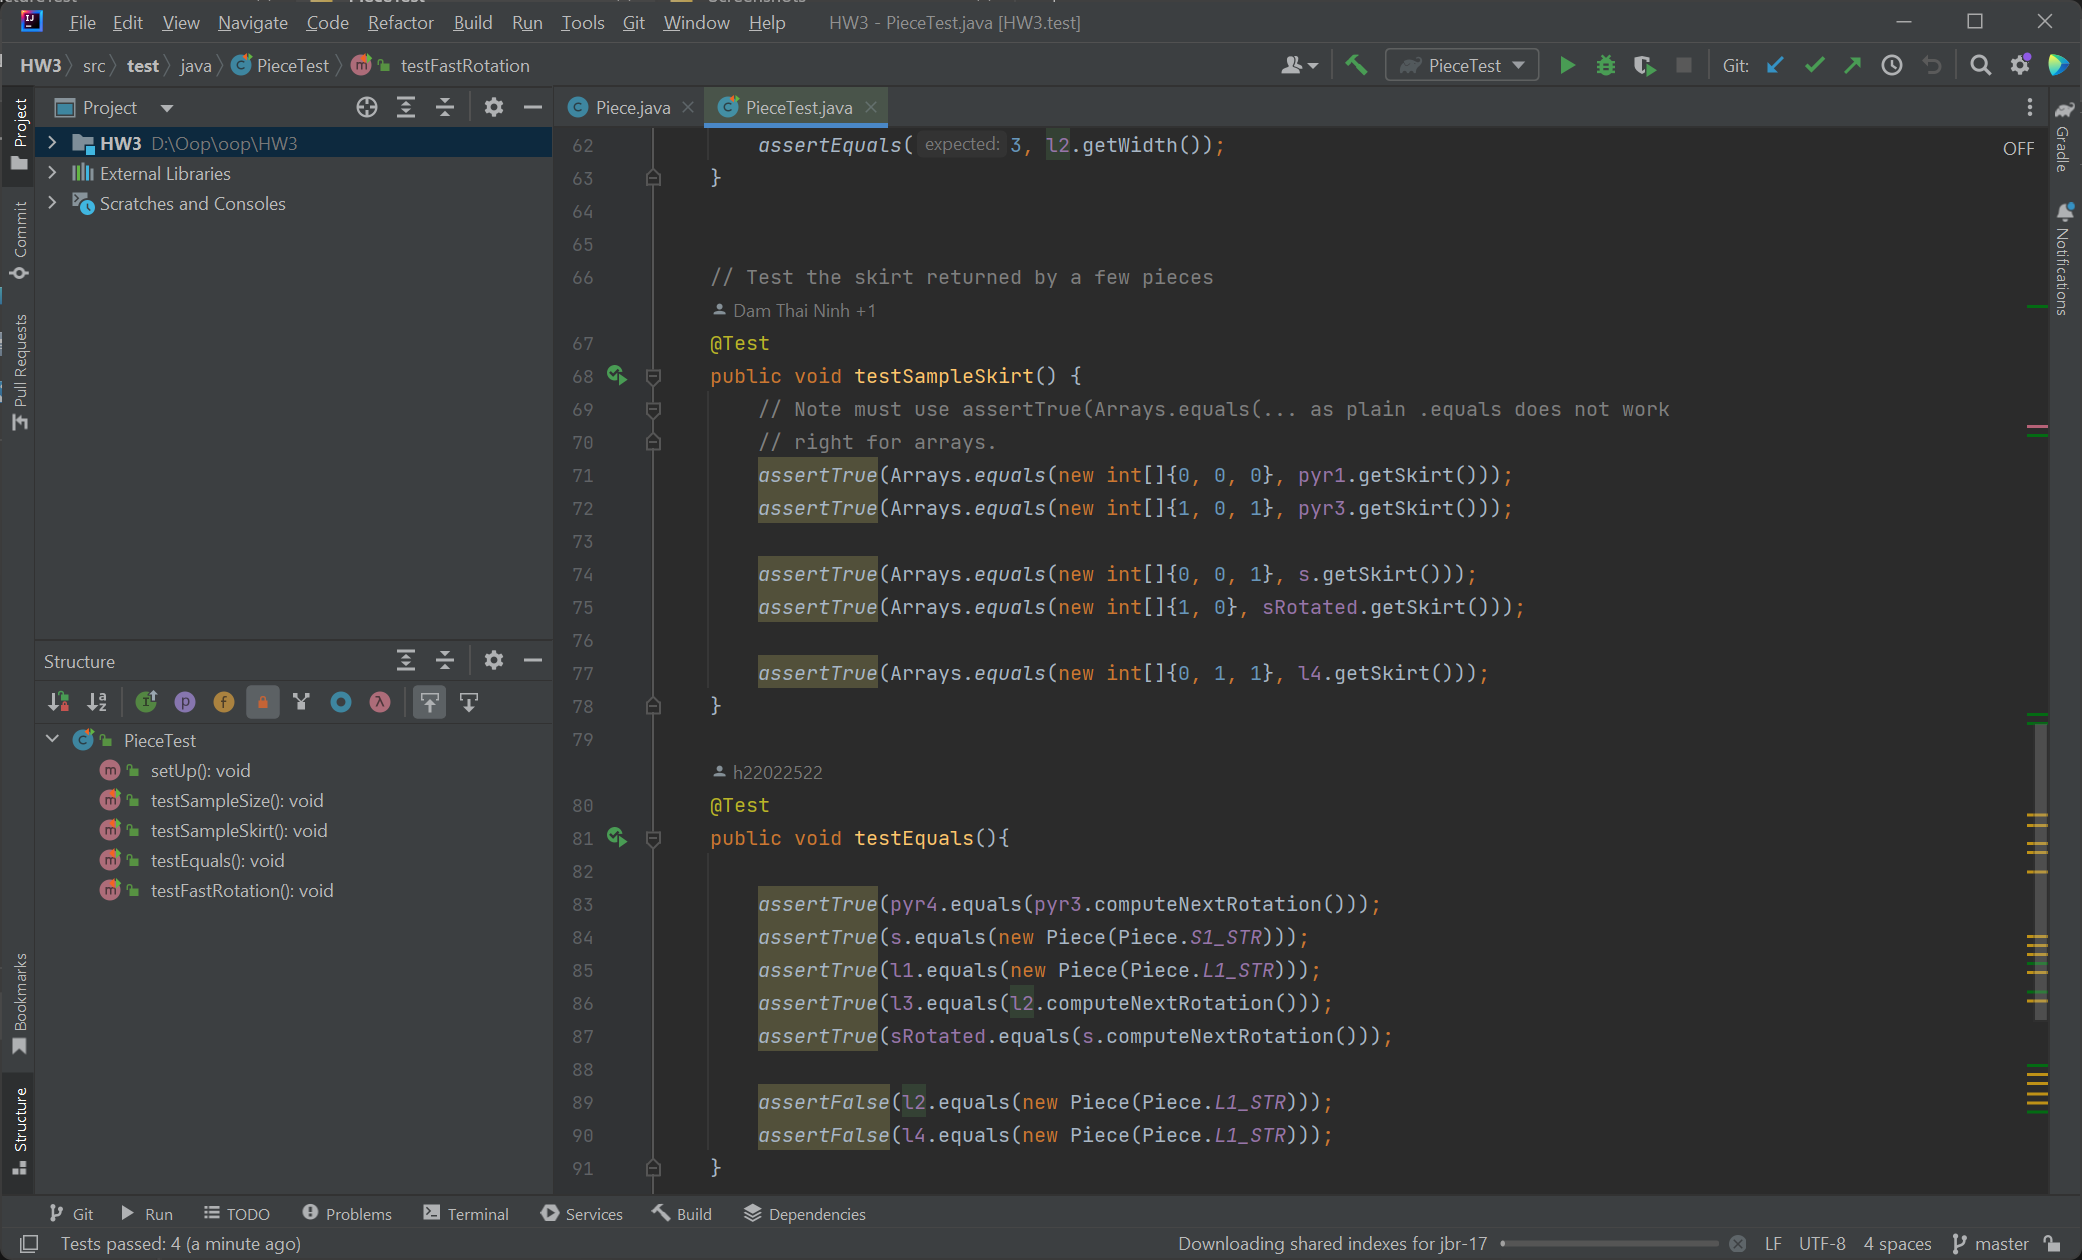 File Edit View Navigate Code Refactor Build Run Tools Git Window Help HW3 - PieceTest.java [HW3.test]
HW3 src test java PieceTest m testFastRotation PieceTest Git:
Project
Piece.java PieceTest.java
HW3 D:\Oop\oop\HW3
External Libraries
Scratches and Consoles
Project
Commit
Pull Requests
Bookmarks
Structure
Structure
PieceTest
setUp(): void
testSampleSize(): void
testSampleSkirt(): void
testEquals(): void
testFastRotation(): void
62 assertEquals( expected: 3, l2.getWidth());
63 }
64
65
66 // Test the skirt returned by a few pieces
Dam Thai Ninh +1
67 @Test
68 public void testSampleSkirt() {
69 // Note must use assertTrue(Arrays.equals(... as plain .equals does not work
70 // right for arrays.
71 assertTrue(Arrays.equals(new int[]{0, 0, 0}, pyr1.getSkirt()));
72 assertTrue(Arrays.equals(new int[]{1, 0, 1}, pyr3.getSkirt()));
73
74 assertTrue(Arrays.equals(new int[]{0, 0, 1}, s.getSkirt()));
75 assertTrue(Arrays.equals(new int[]{1, 0}, sRotated.getSkirt()));
76
77 assertTrue(Arrays.equals(new int[]{0, 1, 1}, l4.getSkirt()));
78 }
79
h22022522
80 @Test
81 public void testEquals(){
82
83 assertTrue(pyr4.equals(pyr3.computeNextRotation()));
84 assertTrue(s.equals(new Piece(Piece.S1_STR)));
85 assertTrue(l1.equals(new Piece(Piece.L1_STR)));
86 assertTrue(l3.equals(l2.computeNextRotation()));
87 assertTrue(sRotated.equals(s.computeNextRotation()));
88
89 assertFalse(l2.equals(new Piece(Piece.L1_STR)));
90 assertFalse(l4.equals(new Piece(Piece.L1_STR)));
91 }
OFF
Gradle
Notifications
Git Run TODO Problems Terminal Services Build Dependencies
Tests passed: 4 (a minute ago) Downloading shared indexes for jbr-17 LF UTF-8 4 spaces master